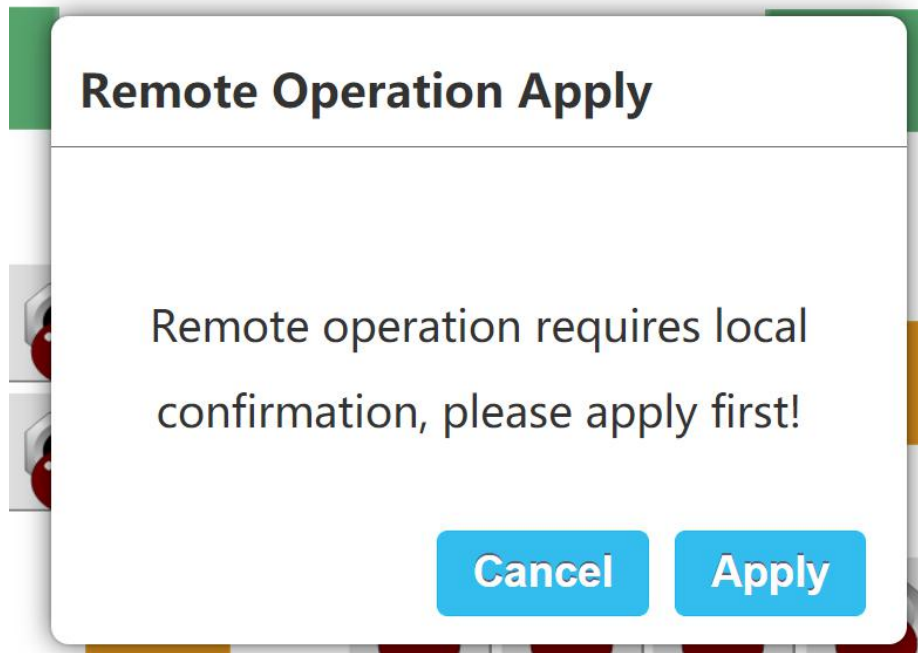 Remote Operation Apply
Remote operation requires local
confirmation, please apply first!
Cancel
Apply